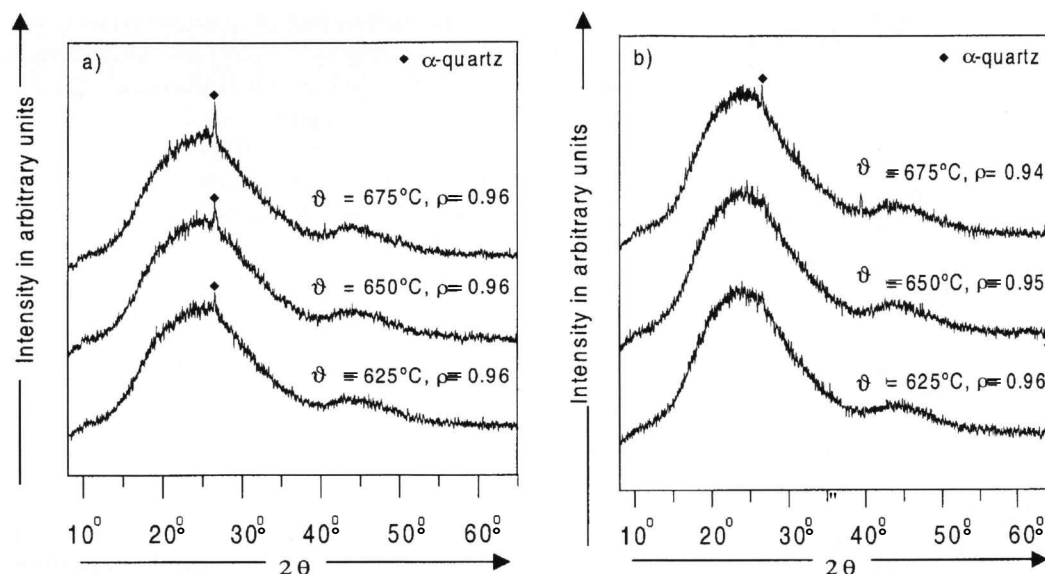 Intensity in arbitrary units
a)
◆ α-quartz
ϑ = 675°C, ρ= 0.96
ϑ = 650°C, ρ= 0.96
ϑ = 625°C, ρ= 0.96
10° 20° 30° 40° 50° 60°
2 θ
Intensity in arbitrary units
b)
◆ α-quartz
ϑ = 675°C, ρ= 0.94
ϑ = 650°C, ρ= 0.95
ϑ = 625°C, ρ= 0.96
10° 20° 30° 40° 50° 60°
2 θ